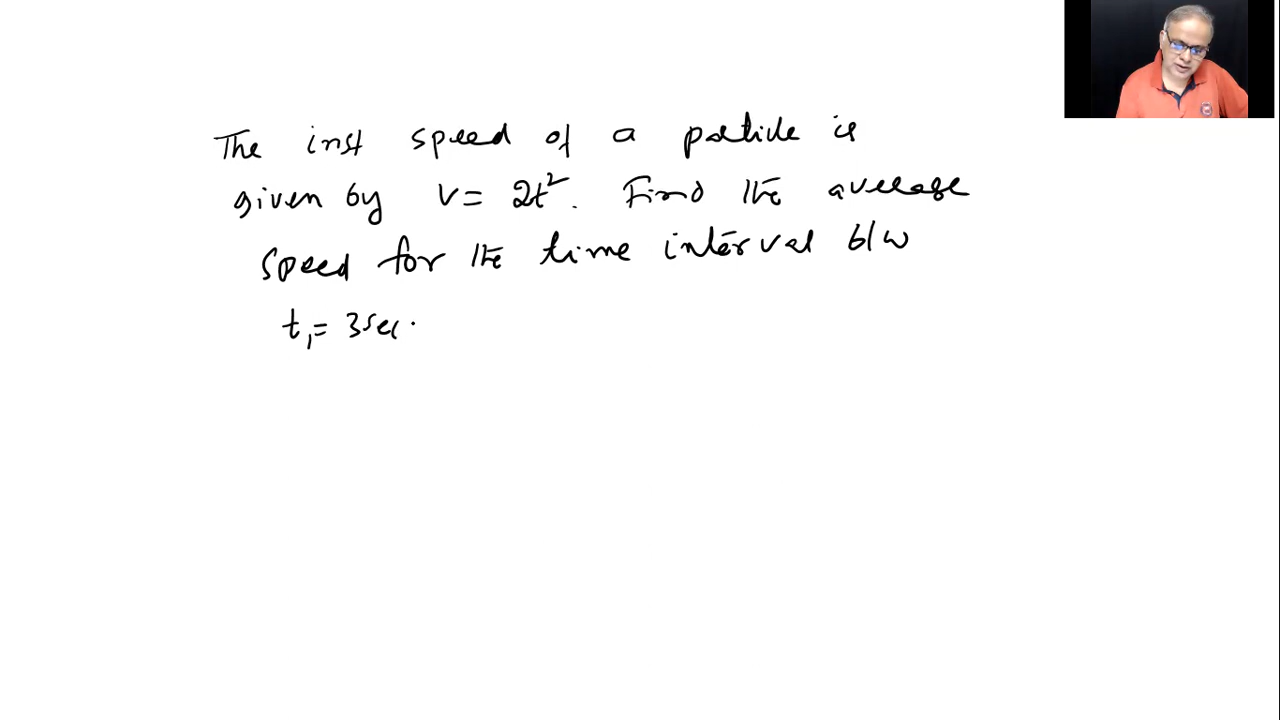 The inst speed of a particle is
given by v = 2t². Find the average
speed for the time interval b/w
t₁ = 3sec.